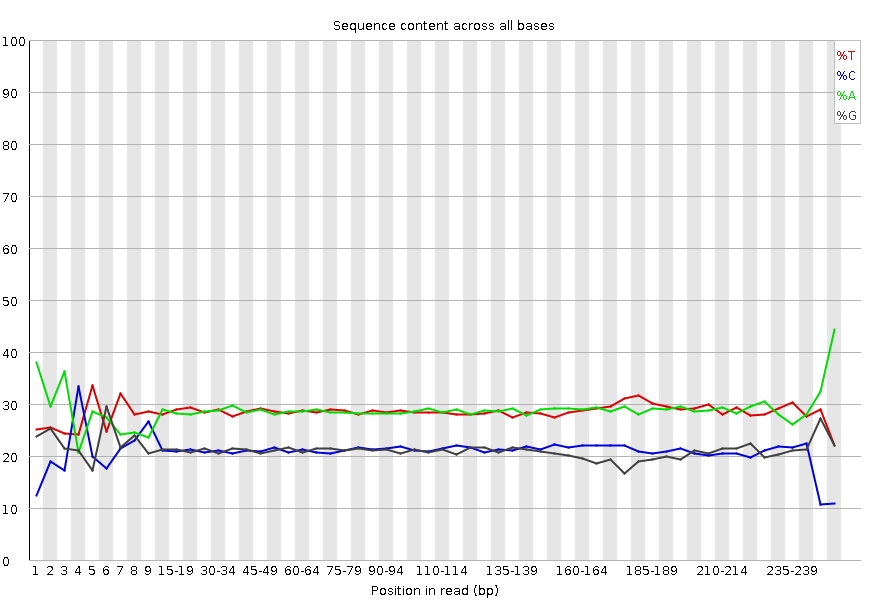 Sequence content across all bases
100
90
80
70
60
50
40
30
20
10
0
%T
%C
%A
%G
1 2 3 4 5 6 7 8 9 15-19 30-34 45-49 60-64 75-79 90-94 110-114 135-139 160-164 185-189 210-214 235-239
Position in read (bp)